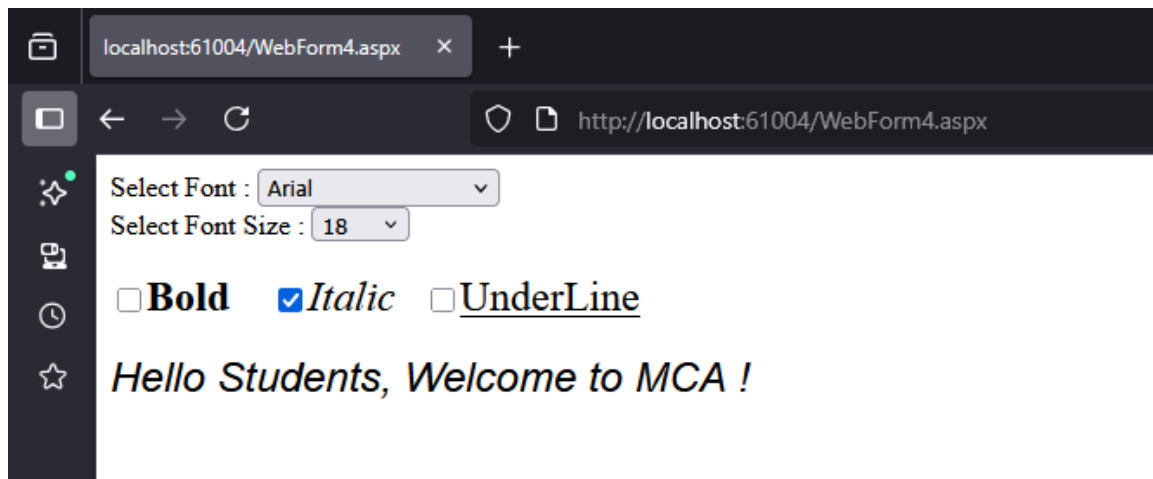 localhost:61004/WebForm4.aspx
http://localhost:61004/WebForm4.aspx
Select Font : Arial
Select Font Size : 18
Bold Italic UnderLine
Hello Students, Welcome to MCA !